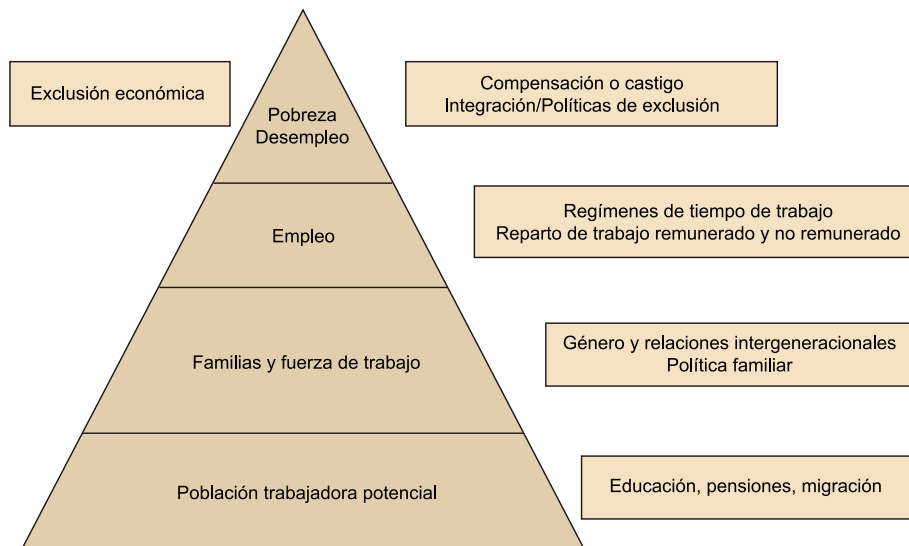 Exclusión económica
Compensación o castigo
Integración/Políticas de exclusión
Pobreza
Desempleo
Regímenes de tiempo de trabajo
Reparto de trabajo remunerado y no remunerado
Empleo
Género y relaciones intergeneracionales
Política familiar
Familias y fuerza de trabajo
Educación, pensiones, migración
Población trabajadora potencial